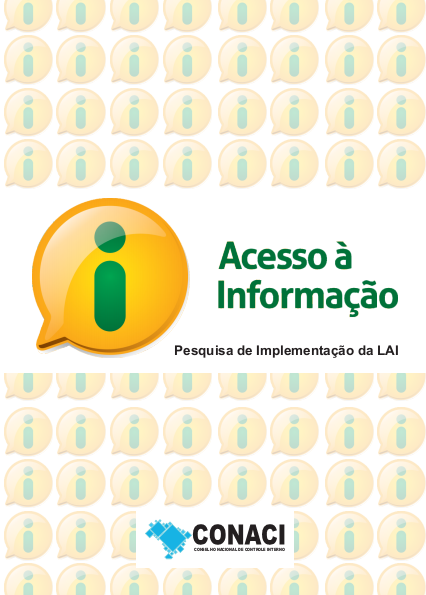 Acesso à
Informação
Pesquisa de Implementação da LAI
CONACI
CONSELHO NACIONAL DE CONTROLE INTERNO